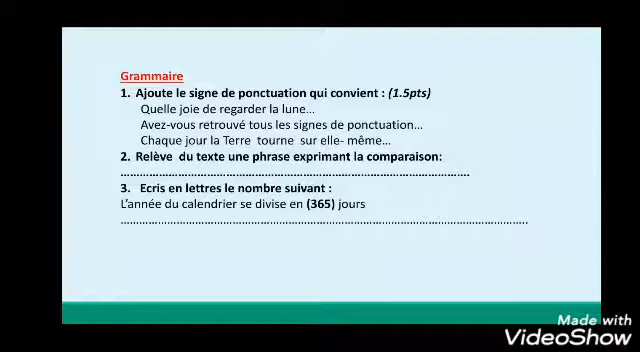 Grammaire
1. Ajoute le signe de ponctuation qui convient : (1.5pts)
Quelle joie de regarder la lune...
Avez-vous retrouvé tous les signes de ponctuation...
Chaque jour la Terre tourne sur elle- même...
2. Relève du texte une phrase exprimant la comparaison:
................................................................................................
3. Ecris en lettres le nombre suivant :
L'année du calendrier se divise en (365) jours
................................................................................................................
Made with
VideoShow